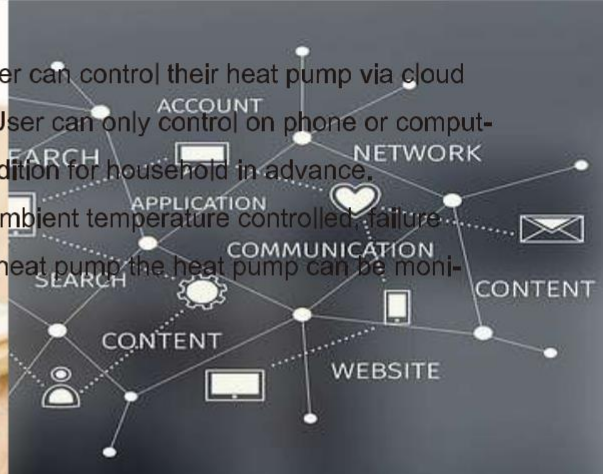 er can control their heat pump via cloud
ACCOUNT
User can only control on phone or comput-
EARCH
NETWORK
dition for household in advance.
APPLICATION
mbient temperature controlled, failure
COMMUNICATION
heat pump the heat pump can be moni-
SEARCH
CONTENT
CONTENT
WEBSITE